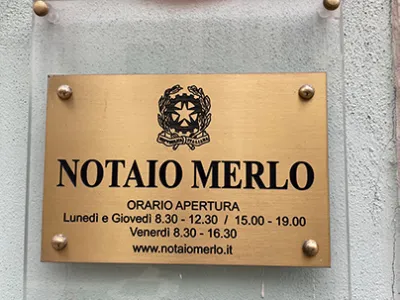 NOTAIO MERLO
ORARIO APERTURA
Lunedì e Giovedì 8.30 - 12.30 / 15.00 - 19.00
Venerdì 8.30 - 16.30
www.notaiomerlo.it